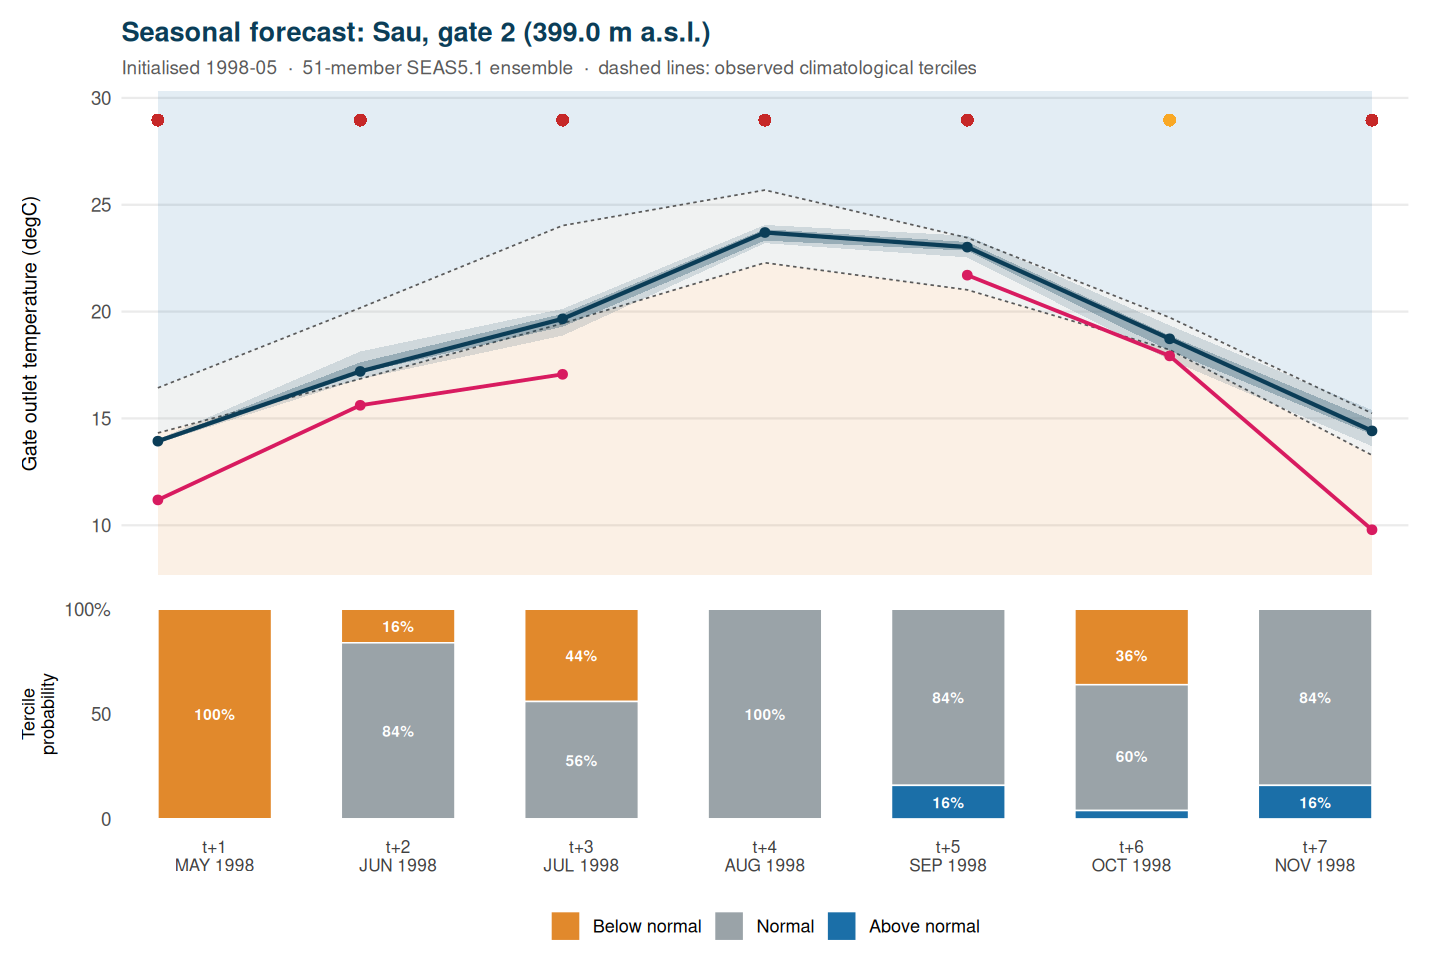 Seasonal forecast: Sau, gate 2 (399.0 m a.s.l.)
Initialised 1998-05 · 51-member SEAS5.1 ensemble · dashed lines: observed climatological terciles
Gate outlet temperature (degC)
30
25
20
15
10
Tercile
probability
100%
50
0
100%
16%
84%
44%
56%
100%
84%
16%
36%
60%
84%
16%
t+1
MAY 1998
t+2
JUN 1998
t+3
JUL 1998
t+4
AUG 1998
t+5
SEP 1998
t+6
OCT 1998
t+7
NOV 1998
Below normal
Normal
Above normal